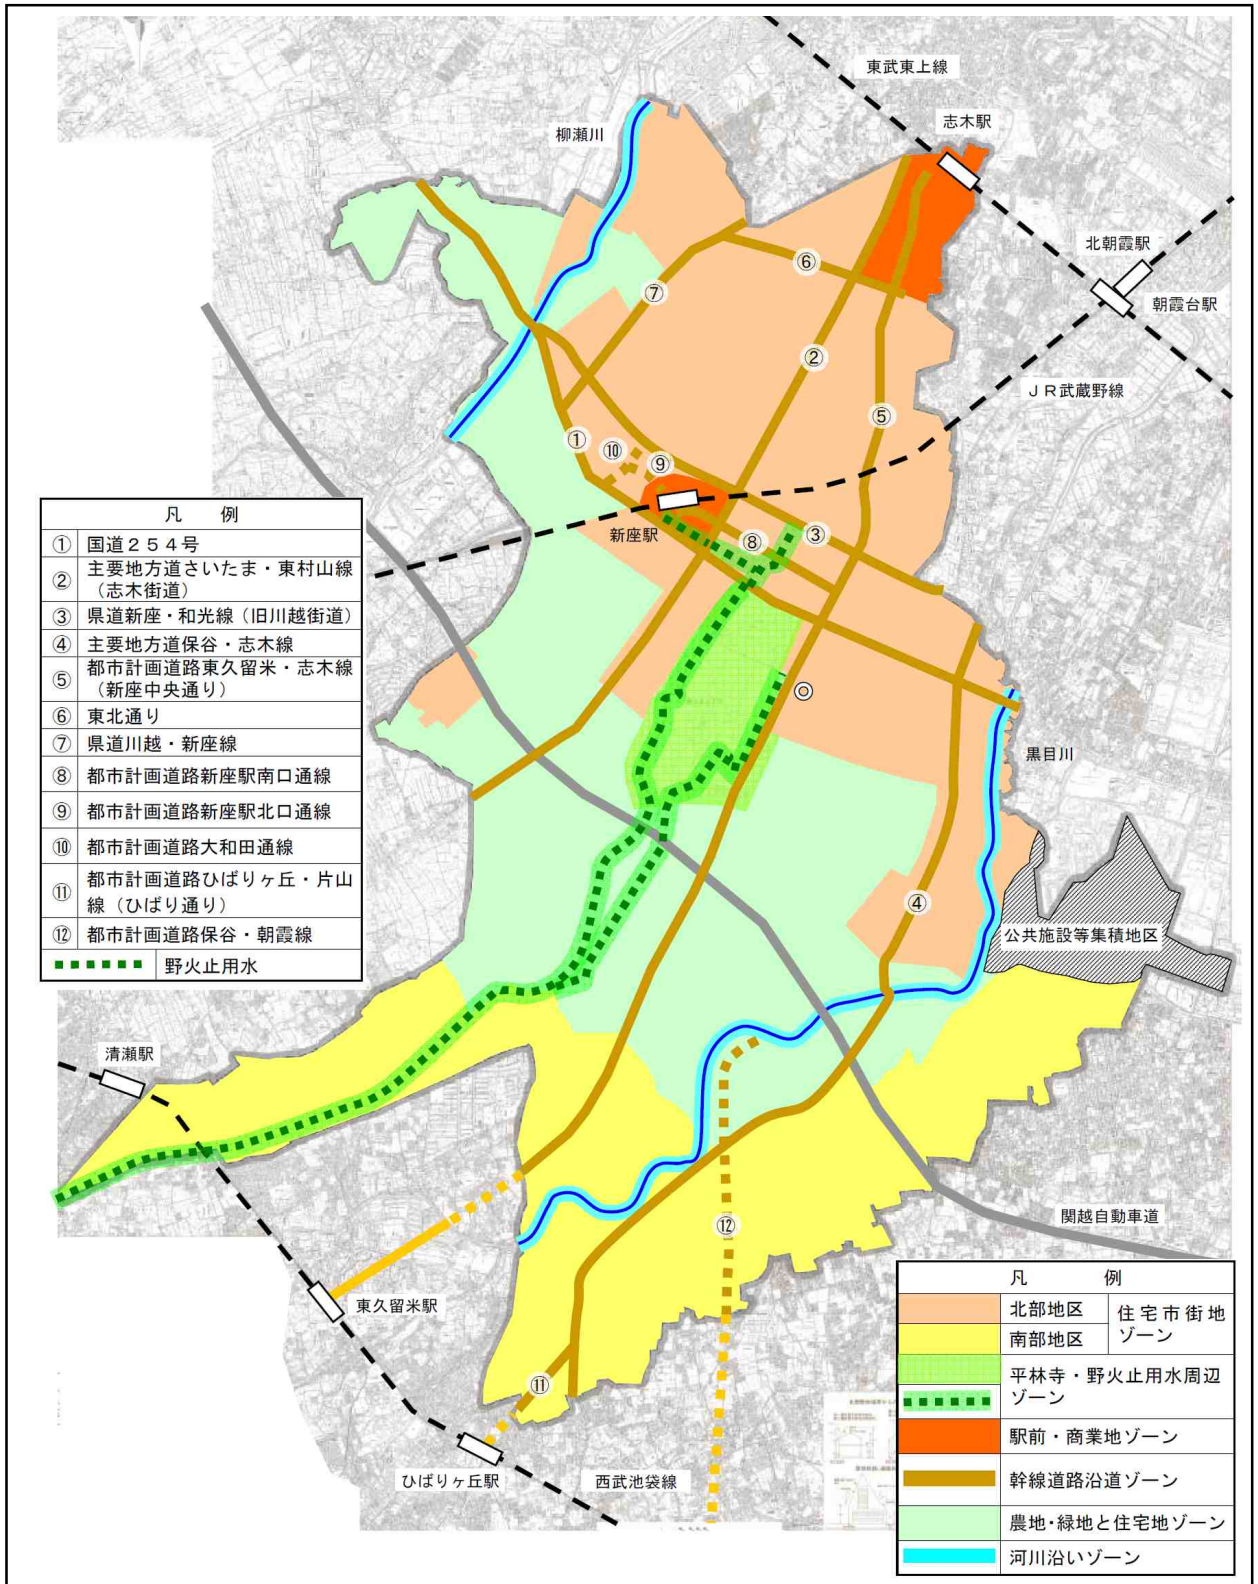 東武東上線
志木駅
柳瀬川
北朝霞駅
朝霞台駅
JR武蔵野線
⑥
⑦
②
⑤
①
⑩
⑨
新座駅
⑧
③
◎
黒目川
④
公共施設等集積地区
清瀬駅
⑫
関越自動車道
東久留米駅
⑪
ひばりヶ丘駅
西武池袋線
凡 例
① 国道254号
② 主要地方道さいたま・東村山線
(志木街道)
③ 県道新座・和光線(旧川越街道)
④ 主要地方道保谷・志木線
⑤ 都市計画道路東久留米・志木線
(新座中央通り)
⑥ 東北通り
⑦ 県道川越・新座線
⑧ 都市計画道路新座駅南口通線
⑨ 都市計画道路新座駅北口通線
⑩ 都市計画道路大和田通線
⑪ 都市計画道路ひばりヶ丘・片山
線(ひばり通り)
⑫ 都市計画道路保谷・朝霞線
野火止用水
凡 例
北部地区
南部地区
住宅市街地
ゾーン
平林寺・野火止用水周辺
ゾーン
駅前・商業地ゾーン
幹線道路沿道ゾーン
農地・緑地と住宅地ゾーン
河川沿いゾーン